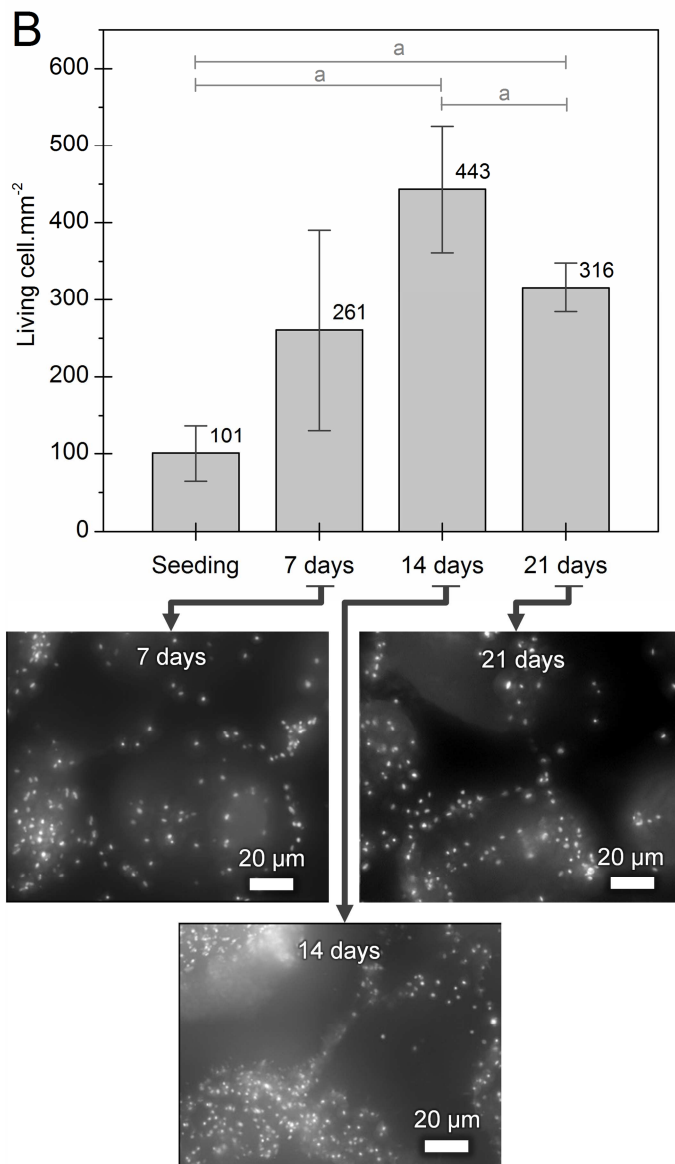 B
a
a
a
600
500
400
300
200
100
0
Living cell.mm-2
101
261
443
316
Seeding 7 days 14 days 21 days
7 days
20 µm
21 days
20 µm
14 days
20 µm